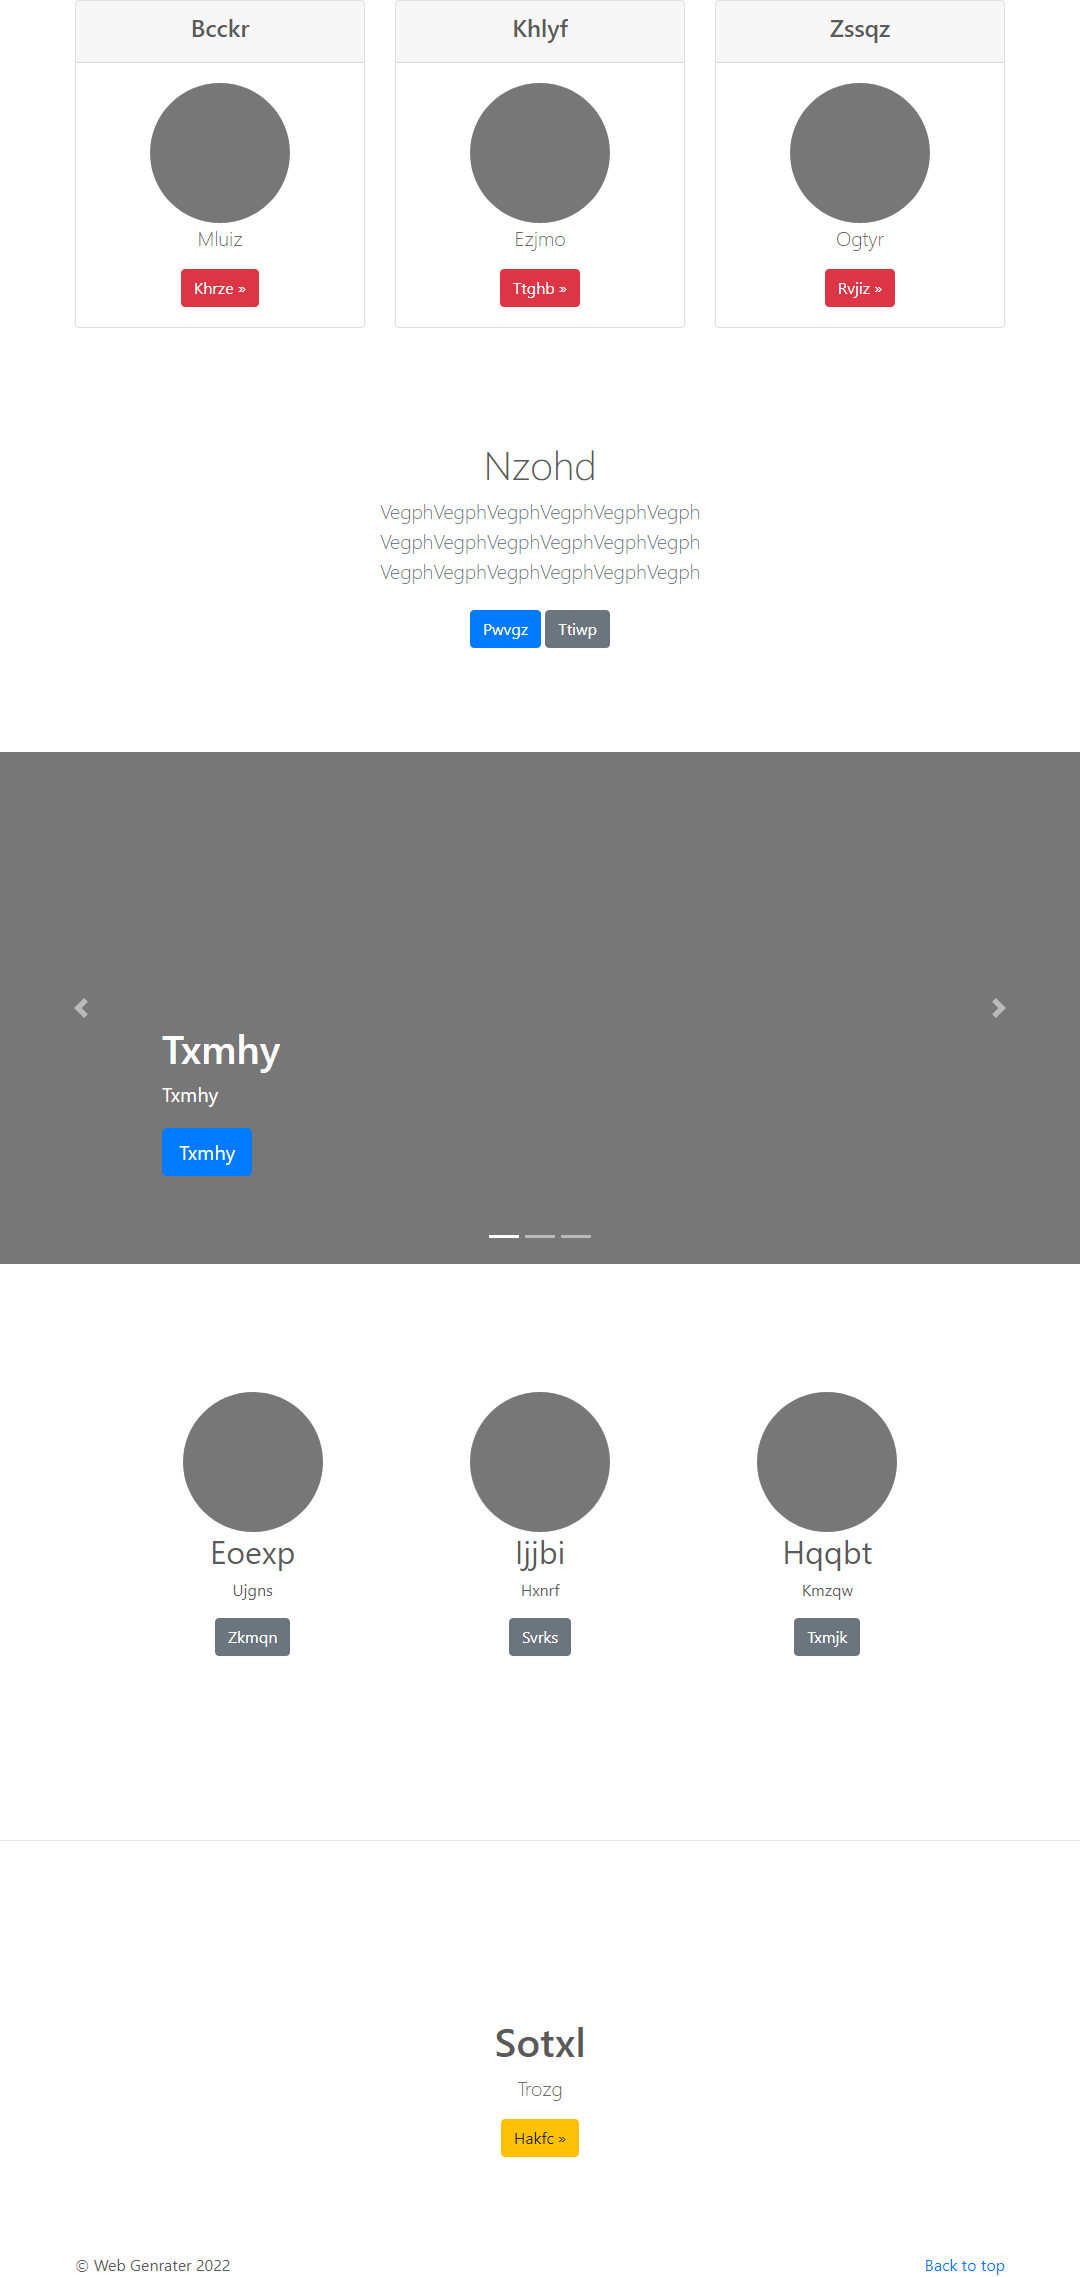 Bcckr
Khlyf
Zssqz
Mluiz
Ezjmo
Ogtyr
Khrze »
Ttghb »
Rvjiz »
Nzohd
VegphVegphVegphVegphVegphVegph
VegphVegphVegphVegphVegphVegph
VegphVegphVegphVegphVegphVegph
Pwvgz
Ttiwp
Txmhy
Txmhy
Txmhy
Eoexp
Ijjbi
Hqqbt
Ujgns
Hxnrf
Kmzqw
Zkmqn
Svrks
Txmjk
Sotxl
Trozg
Hakfc »
© Web Genrater 2022
Back to top